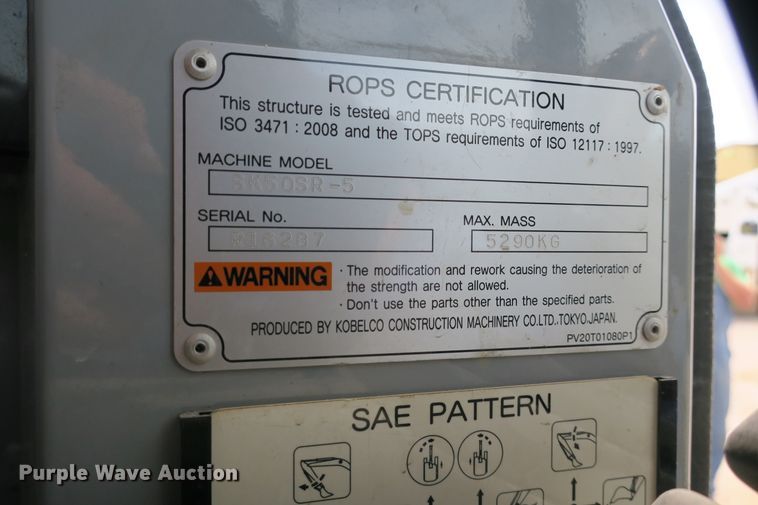 ROPS CERTIFICATION
This structure is tested and meets ROPS requirements of
ISO 3471 : 2008 and the TOPS requirements of ISO 12117 : 1997.
MACHINE MODEL
SK50SR-5
SERIAL No.
MAX. MASS
5290KG
WARNING
· The modification and rework causing the deterioration of
the strength are not allowed.
· Don't use the parts other than the specified parts.
PRODUCED BY KOBELCO CONSTRUCTION MACHINERY CO.LTD.,TOKYO,JAPAN.
PV20T01080P1
SAE PATTERN
Purple Wave Auction